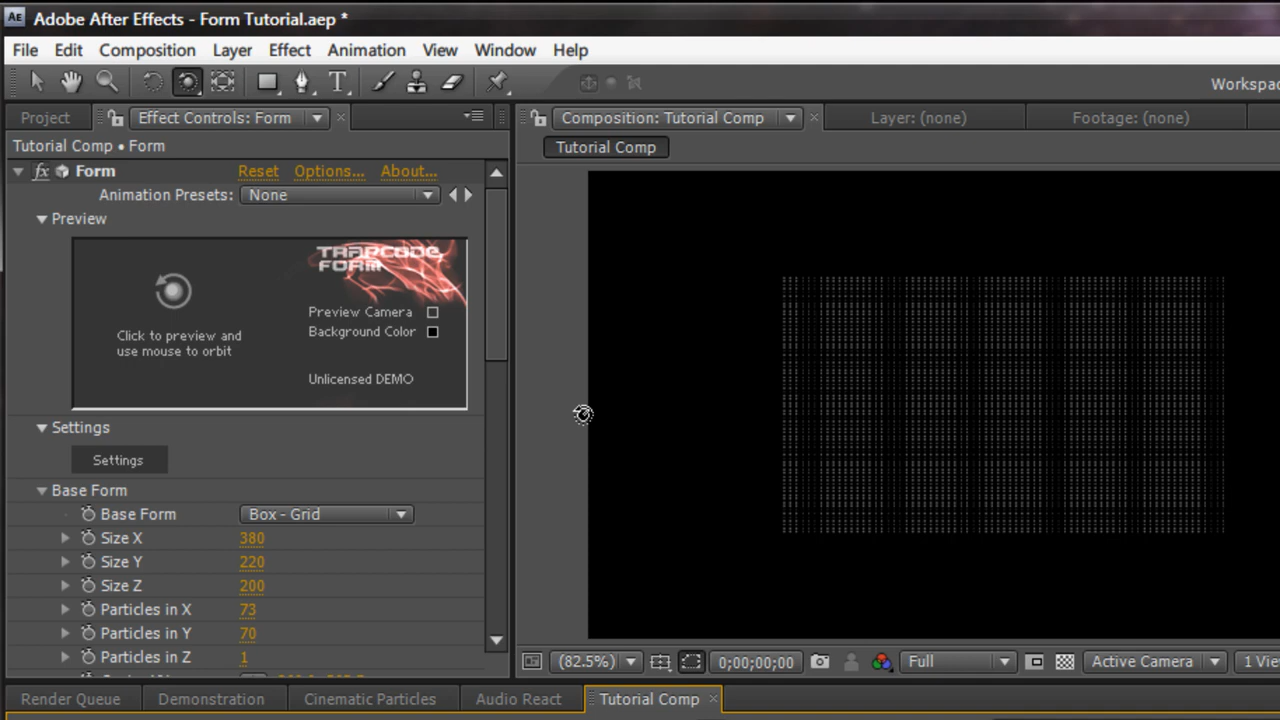 AE Adobe After Effects - Form Tutorial.aep *
File Edit Composition Layer Effect Animation View Window Help
Workspac
Project Effect Controls: Form Composition: Tutorial Comp Layer: (none) Footage: (none)
Tutorial Comp • Form
Tutorial Comp
fx Form Reset Options... About...
Animation Presets: None
Preview
TRAPCODE
FORM
Preview Camera
Background Color
Click to preview and
use mouse to orbit
Unlicensed DEMO
Settings
Settings
Base Form
Base Form Box - Grid
Size X 380
Size Y 220
Size Z 200
Particles in X 73
Particles in Y 70
Particles in Z 1
(82.5%) 0;00;00;00 Full Active Camera 1 Vie
Render Queue Demonstration Cinematic Particles Audio React Tutorial Comp